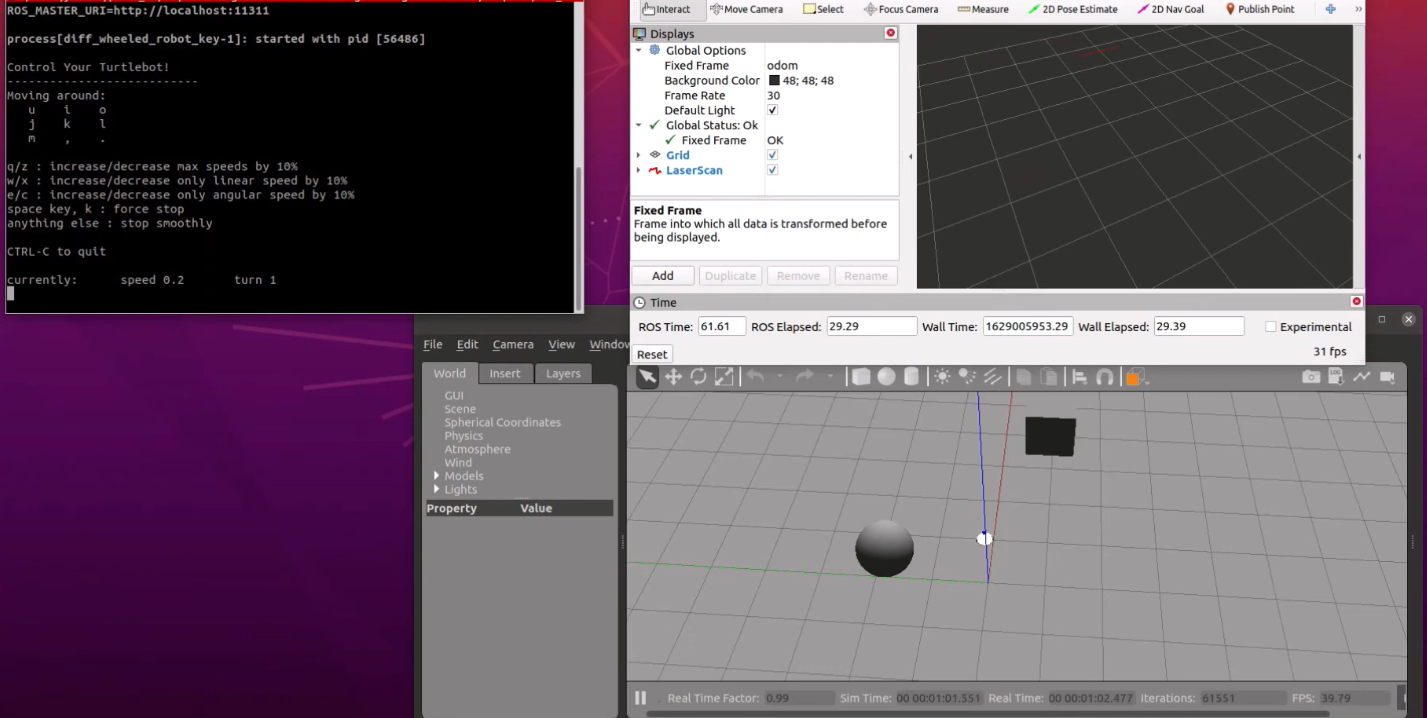 ROS_MASTER_URI=http://localhost:11311
process[diff_wheeled_robot_key-1]: started with pid [56486]
Control Your Turtlebot!
---------------------------
Moving around:
u i o
j k l
m , .
q/z : increase/decrease max speeds by 10%
w/x : increase/decrease only linear speed by 10%
e/c : increase/decrease only angular speed by 10%
space key, k : force stop
anything else : stop smoothly
CTRL-C to quit
currently: speed 0.2 turn 1
Interact Move Camera Select Focus Camera Measure 2D Pose Estimate 2D Nav Goal Publish Point
Displays
Global Options
Fixed Frame odom
Background Color 48; 48; 48
Frame Rate 30
Default Light
Global Status: Ok
Fixed Frame OK
Grid
LaserScan
Fixed Frame
Frame into which all data is transformed before
being displayed.
Add Duplicate Remove Rename
Time
ROS Time: 61.61 ROS Elapsed: 29.29 Wall Time: 1629005953.29 Wall Elapsed: 29.39 Experimental
Reset 31 fps
File Edit Camera View Window
World Insert Layers
GUI
Scene
Spherical Coordinates
Physics
Atmosphere
Wind
Models
Lights
Property Value
LOG
Real Time Factor: 0.99 Sim Time: 00 00:01:01.551 Real Time: 00 00:01:02.477 Iterations: 61551 FPS: 39.79